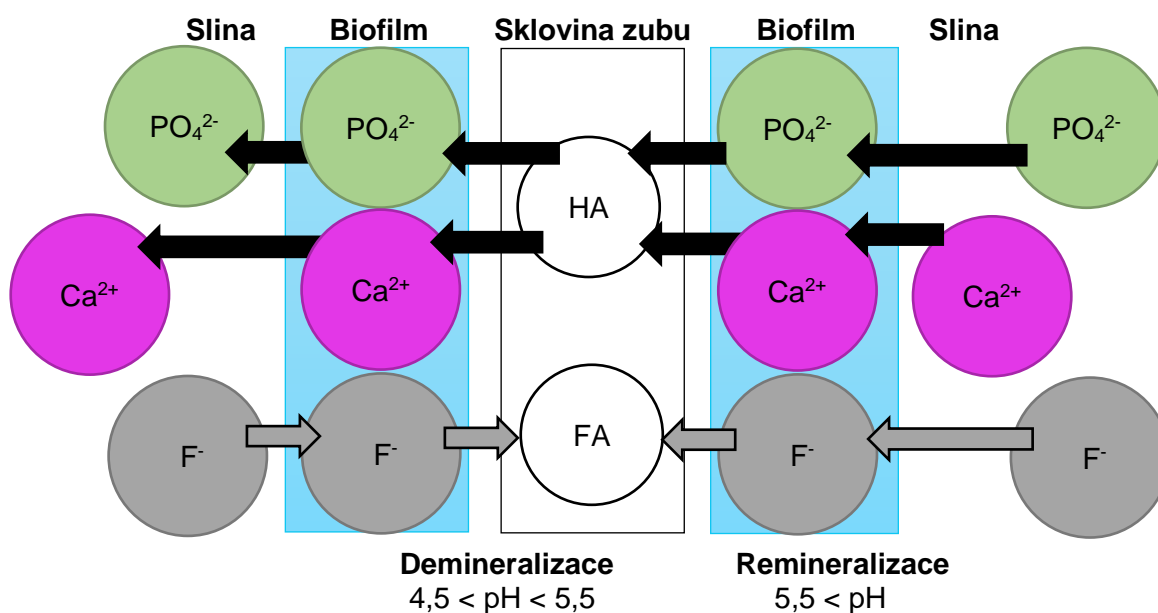 Slina Biofilm Sklovina zubu Biofilm Slina
PO₄²⁻ PO₄²⁻ PO₄²⁻ PO₄²⁻
HA
Ca²⁺ Ca²⁺ Ca²⁺ Ca²⁺
F⁻ F⁻ FA F⁻ F⁻
Demineralizace Remineralizace
4,5 < pH < 5,5 5,5 < pH